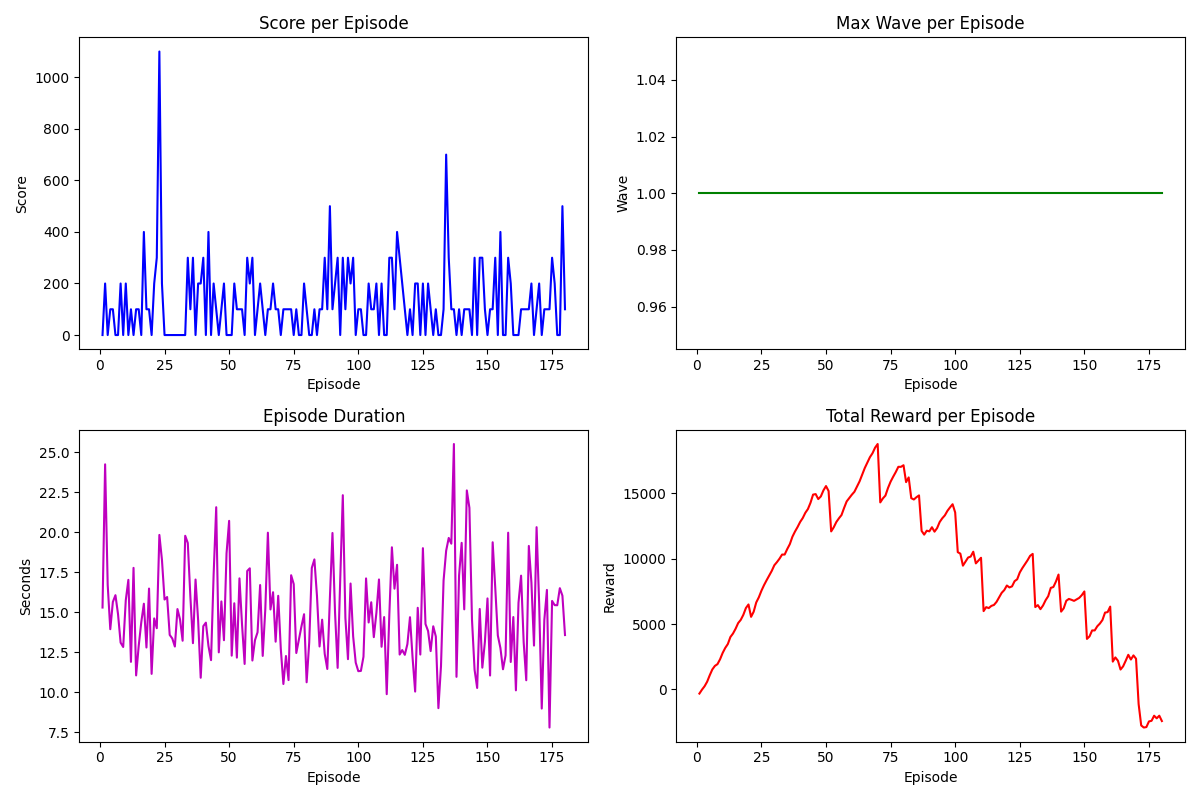 Score per Episode
Score
1000
800
600
400
200
0
0 25 50 75 100 125 150 175
Episode
Max Wave per Episode
Wave
1.04
1.02
1.00
0.98
0.96
0 25 50 75 100 125 150 175
Episode
Episode Duration
Seconds
25.0
22.5
20.0
17.5
15.0
12.5
10.0
7.5
0 25 50 75 100 125 150 175
Episode
Total Reward per Episode
Reward
15000
10000
5000
0
0 25 50 75 100 125 150 175
Episode